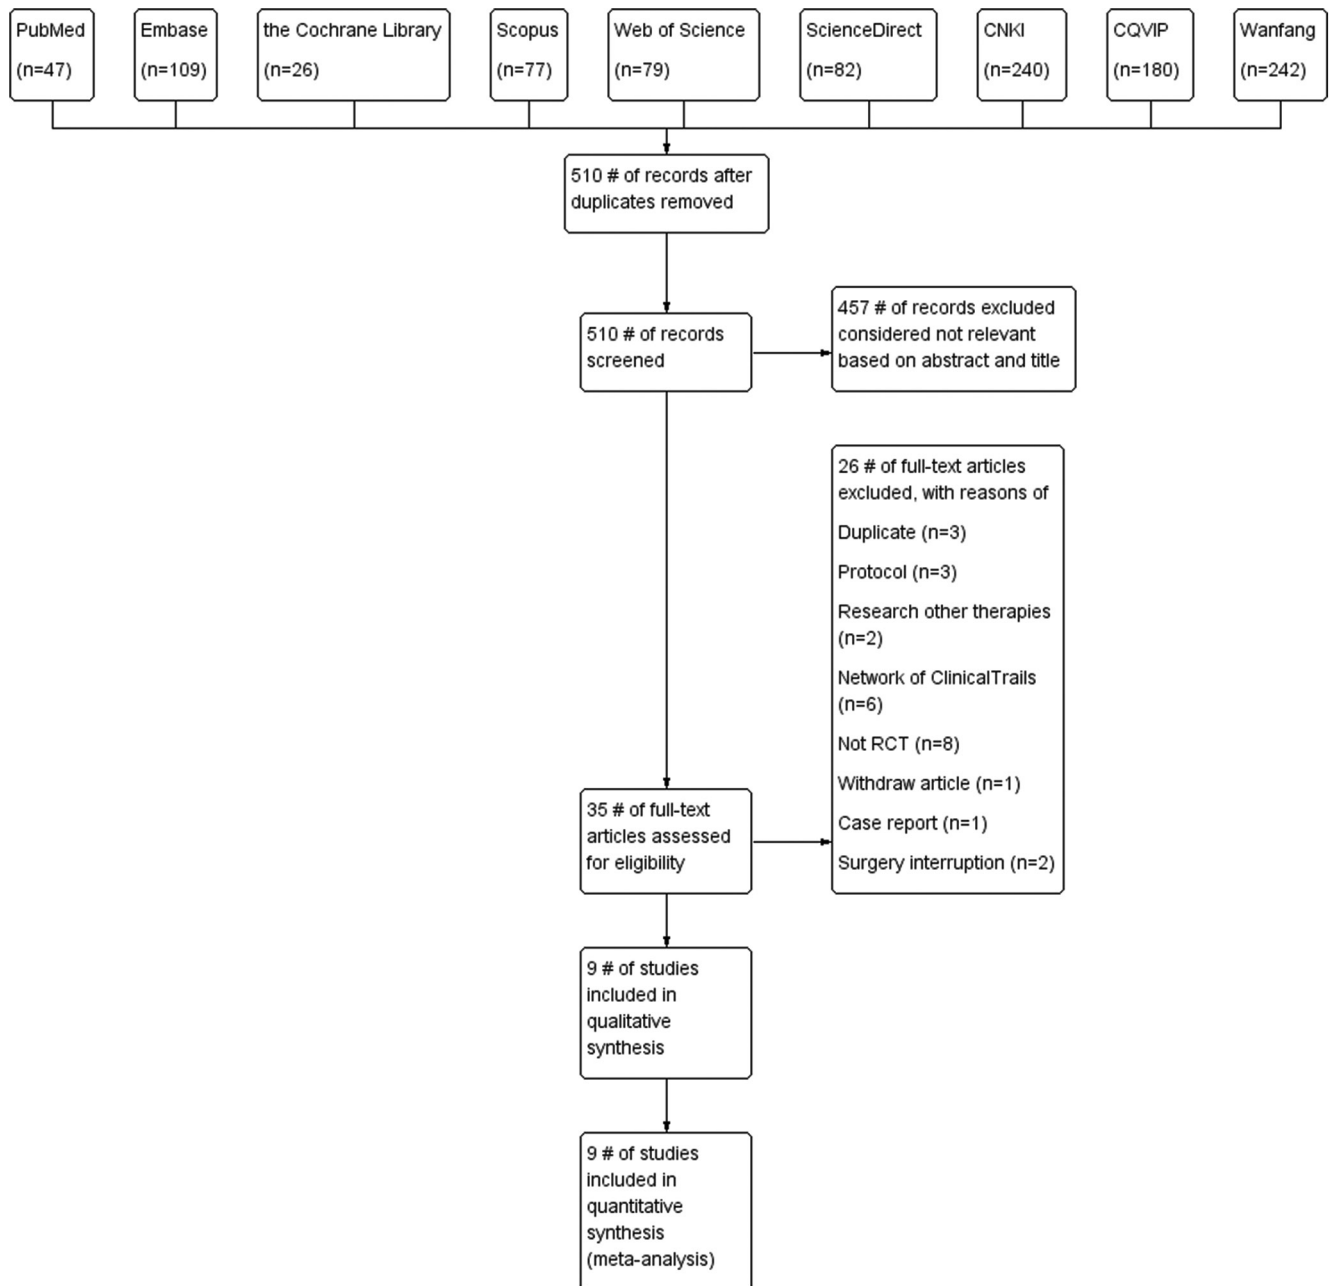 PubMed
(n=47)
Embase
(n=109)
the Cochrane Library
(n=26)
Scopus
(n=77)
Web of Science
(n=79)
ScienceDirect
(n=82)
CNKI
(n=240)
CQVIP
(n=180)
Wanfang
(n=242)
510 # of records after
duplicates removed
510 # of records
screened
457 # of records excluded
considered not relevant
based on abstract and title
35 # of full-text
articles assessed
for eligibility
26 # of full-text articles
excluded, with reasons of
Duplicate (n=3)
Protocol (n=3)
Research other therapies
(n=2)
Network of ClinicalTrails
(n=6)
Not RCT (n=8)
Withdraw article (n=1)
Case report (n=1)
Surgery interruption (n=2)
9 # of studies
included in
qualitative
synthesis
9 # of studies
included in
quantitative
synthesis
(meta-analysis)